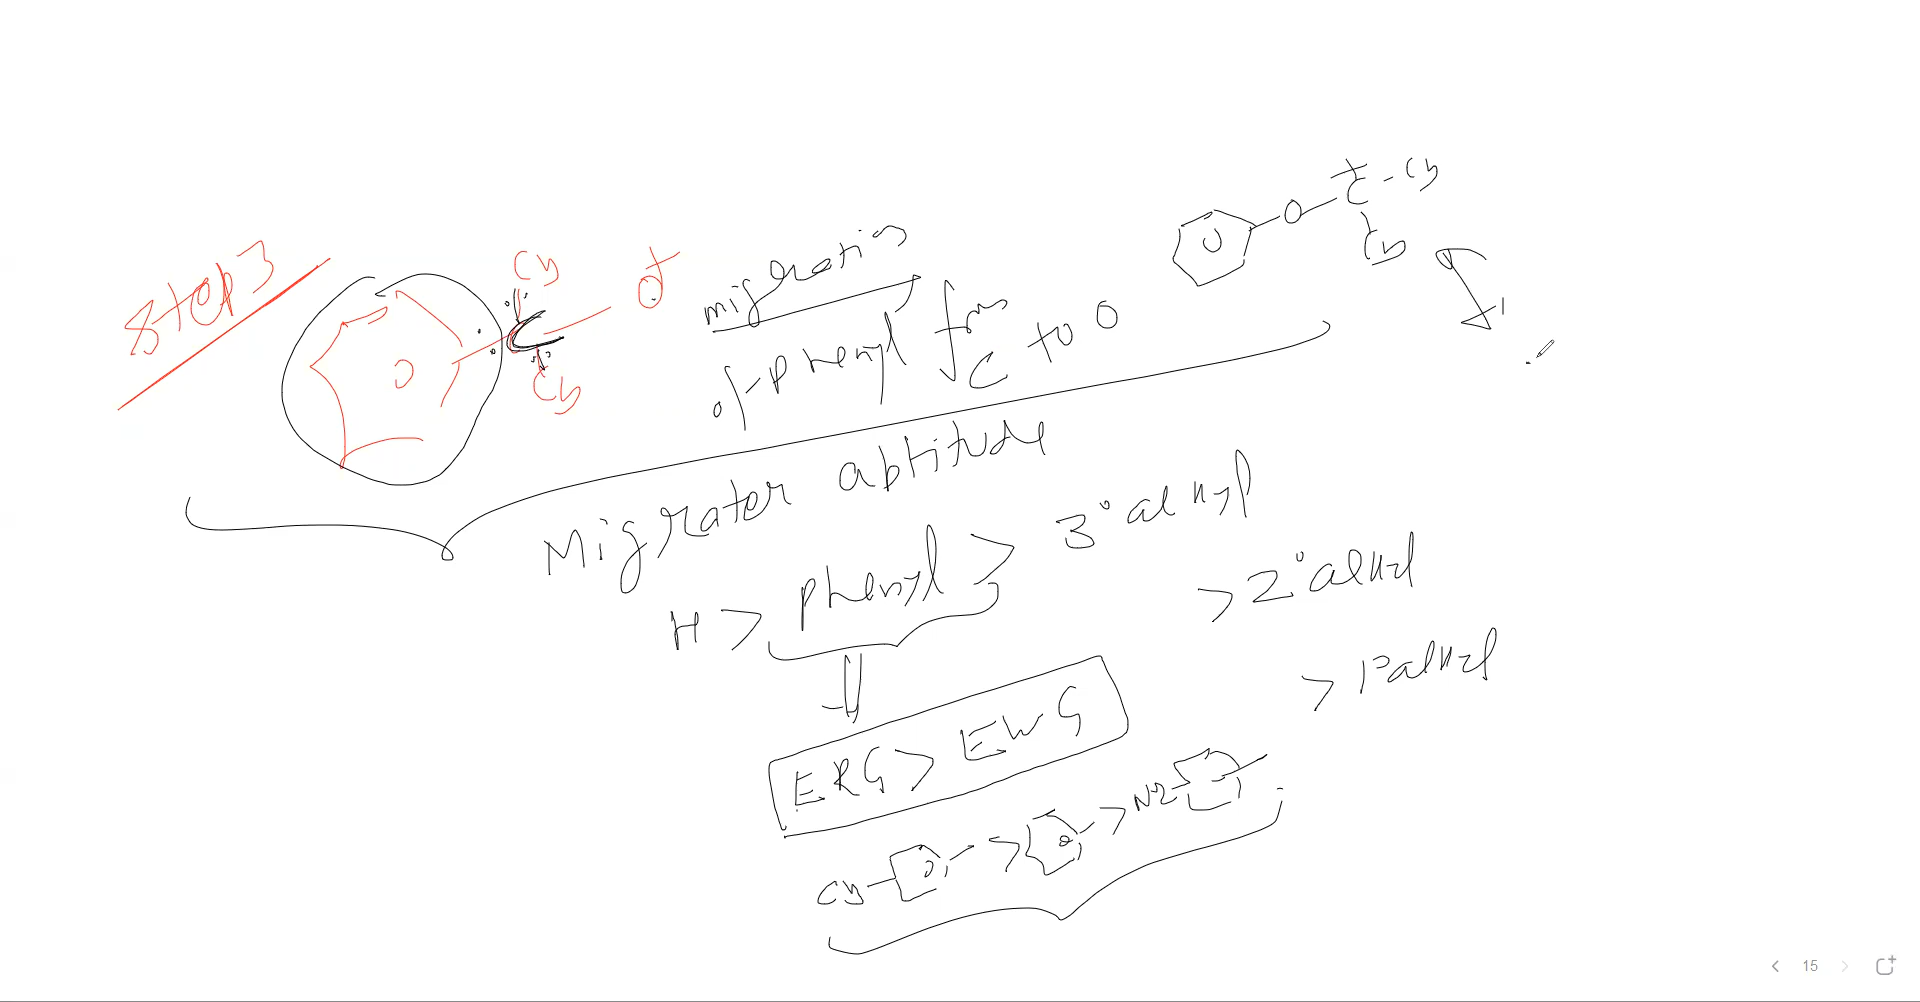 Step 3
CH3
O+
CH3
migration
of phenyl from
C to O
O
+
C - CH3
CH3
Migrater aptitude
H > phenyl > 3° alkyl
> 2° alkyl
> 1° alkyl
ERG > EWG
CH3 > > NO2
15